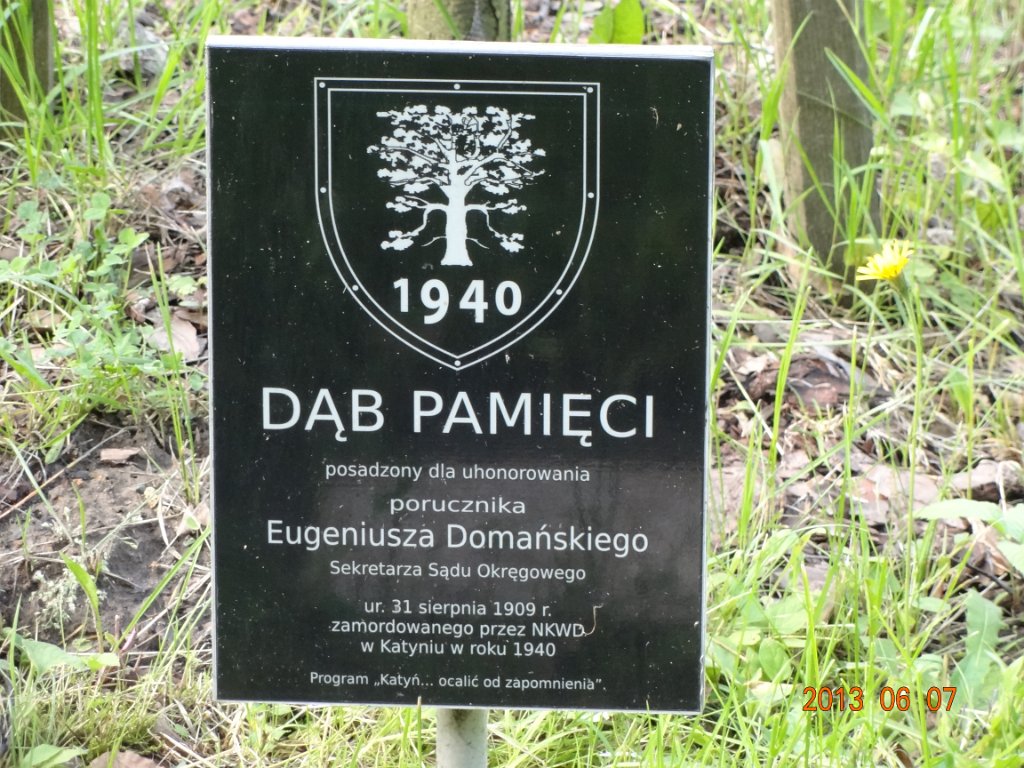 1940
DĄB PAMIĘCI
posadzony dla uhonorowania
porucznika
Eugeniusza Domańskiego
Sekretarza Sądu Okręgowego
ur. 31 sierpnia 1909 r.
zamordowanego przez NKWD
w Katyniu w roku 1940
Program „Katyń... ocalić od zapomnienia”.
2013 06 07